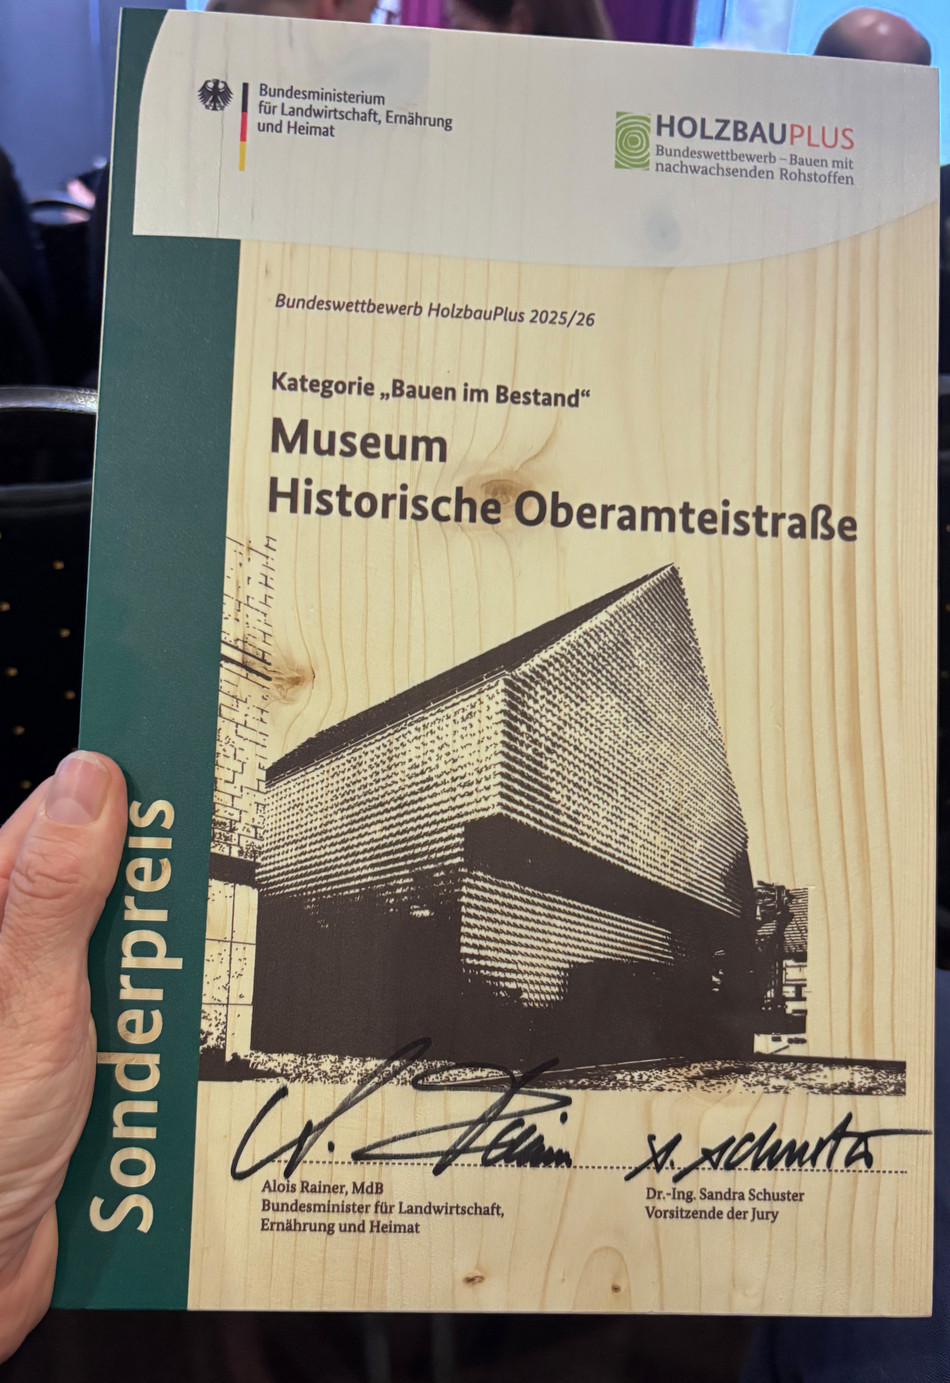 Bundesministerium
für Landwirtschaft, Ernährung
und Heimat
HOLZBAUPLUS
Bundeswettbewerb – Bauen mit
nachwachsenden Rohstoffen
Bundeswettbewerb HolzbauPlus 2025/26
Kategorie „Bauen im Bestand“
Museum
Historische Oberamteistraße
Sonderpreis
A. Rainer
S. Schuster
Alois Rainer, MdB
Bundesminister für Landwirtschaft,
Ernährung und Heimat
Dr.-Ing. Sandra Schuster
Vorsitzende der Jury